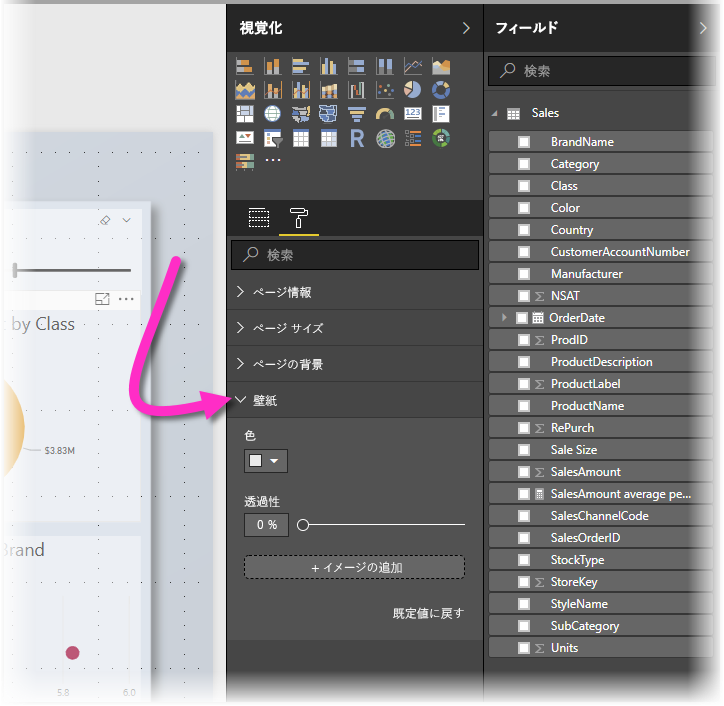 by Class
$3.83M
Brand
5.8
6.0
視覚化
123
R
検索
ページ情報
ページ サイズ
ページの背景
壁紙
色
透過性
0 %
+ イメージの追加
既定値に戻す
フィールド
検索
Sales
BrandName
Category
Class
Color
Country
CustomerAccountNumber
Manufacturer
Σ NSAT
OrderDate
Σ ProdID
ProductDescription
Σ ProductLabel
ProductName
Σ RePurch
Sale Size
Σ SalesAmount
SalesAmount average pe...
SalesChannelCode
SalesOrderID
StockType
Σ StoreKey
StyleName
SubCategory
Σ Units